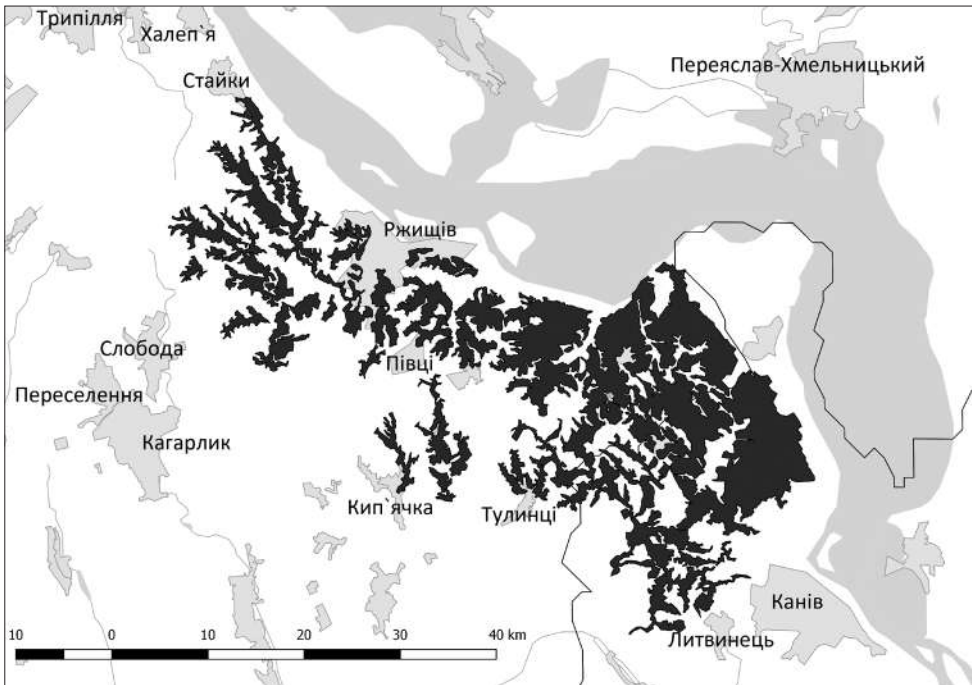 Трипілля
Халеп`я
Стайки
Переяслав-Хмельницький
Ржищів
Слобода
Півці
Переселення
Кагарлик
Кип`ячка
Тулинці
Канів
Литвинець
10 0 10 20 30 40 km